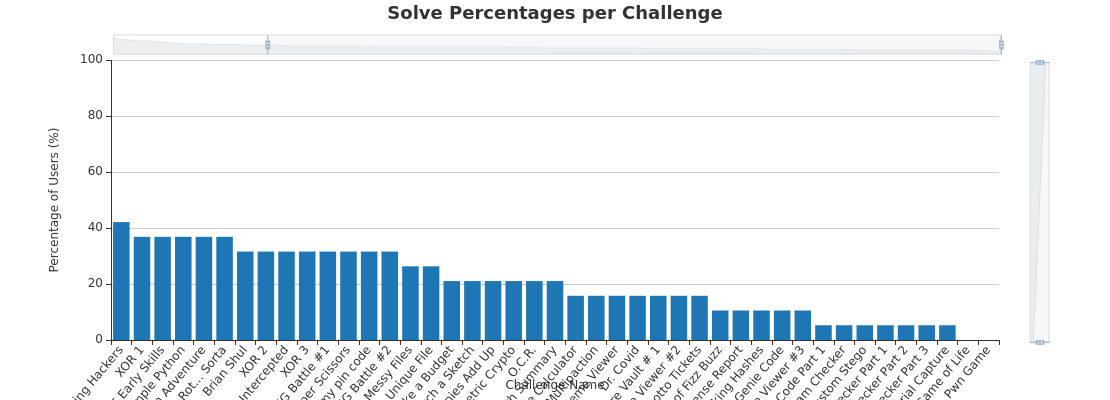 Solve Percentages per Challenge
Percentage of Users (%)
100
80
60
40
20
0
Hackers
XOR 1
Early Skills
Python
Adventure
Rot... Sorta
Brian Shul
XOR 2
Intercepted
XOR 3
Battle #1
Scissors
pin code
Battle #2
Messy Files
Unique File
a Budget
a Sketch
Add Up
Crypto
O.C.R.
Calculator
Viewer
Dr. Covid
Vault # 1
Viewer #2
Tickets
of Fizz Buzz
Report
Hashes
Genie Code
Viewer #3
Code Part 1
Checker
Stego
Part 1
Part 2
Part 3
Capture
of Life
Pwn Game
Challenge Name